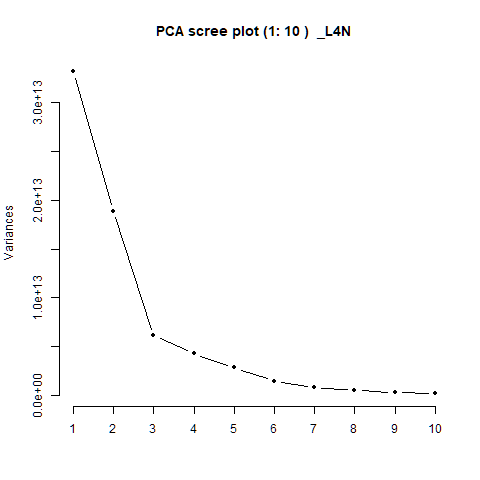 PCA scree plot (1: 10 )  _L4N
Variances
3.0e+13
2.0e+13
1.0e+13
0.0e+00
1 2 3 4 5 6 7 8 9 10